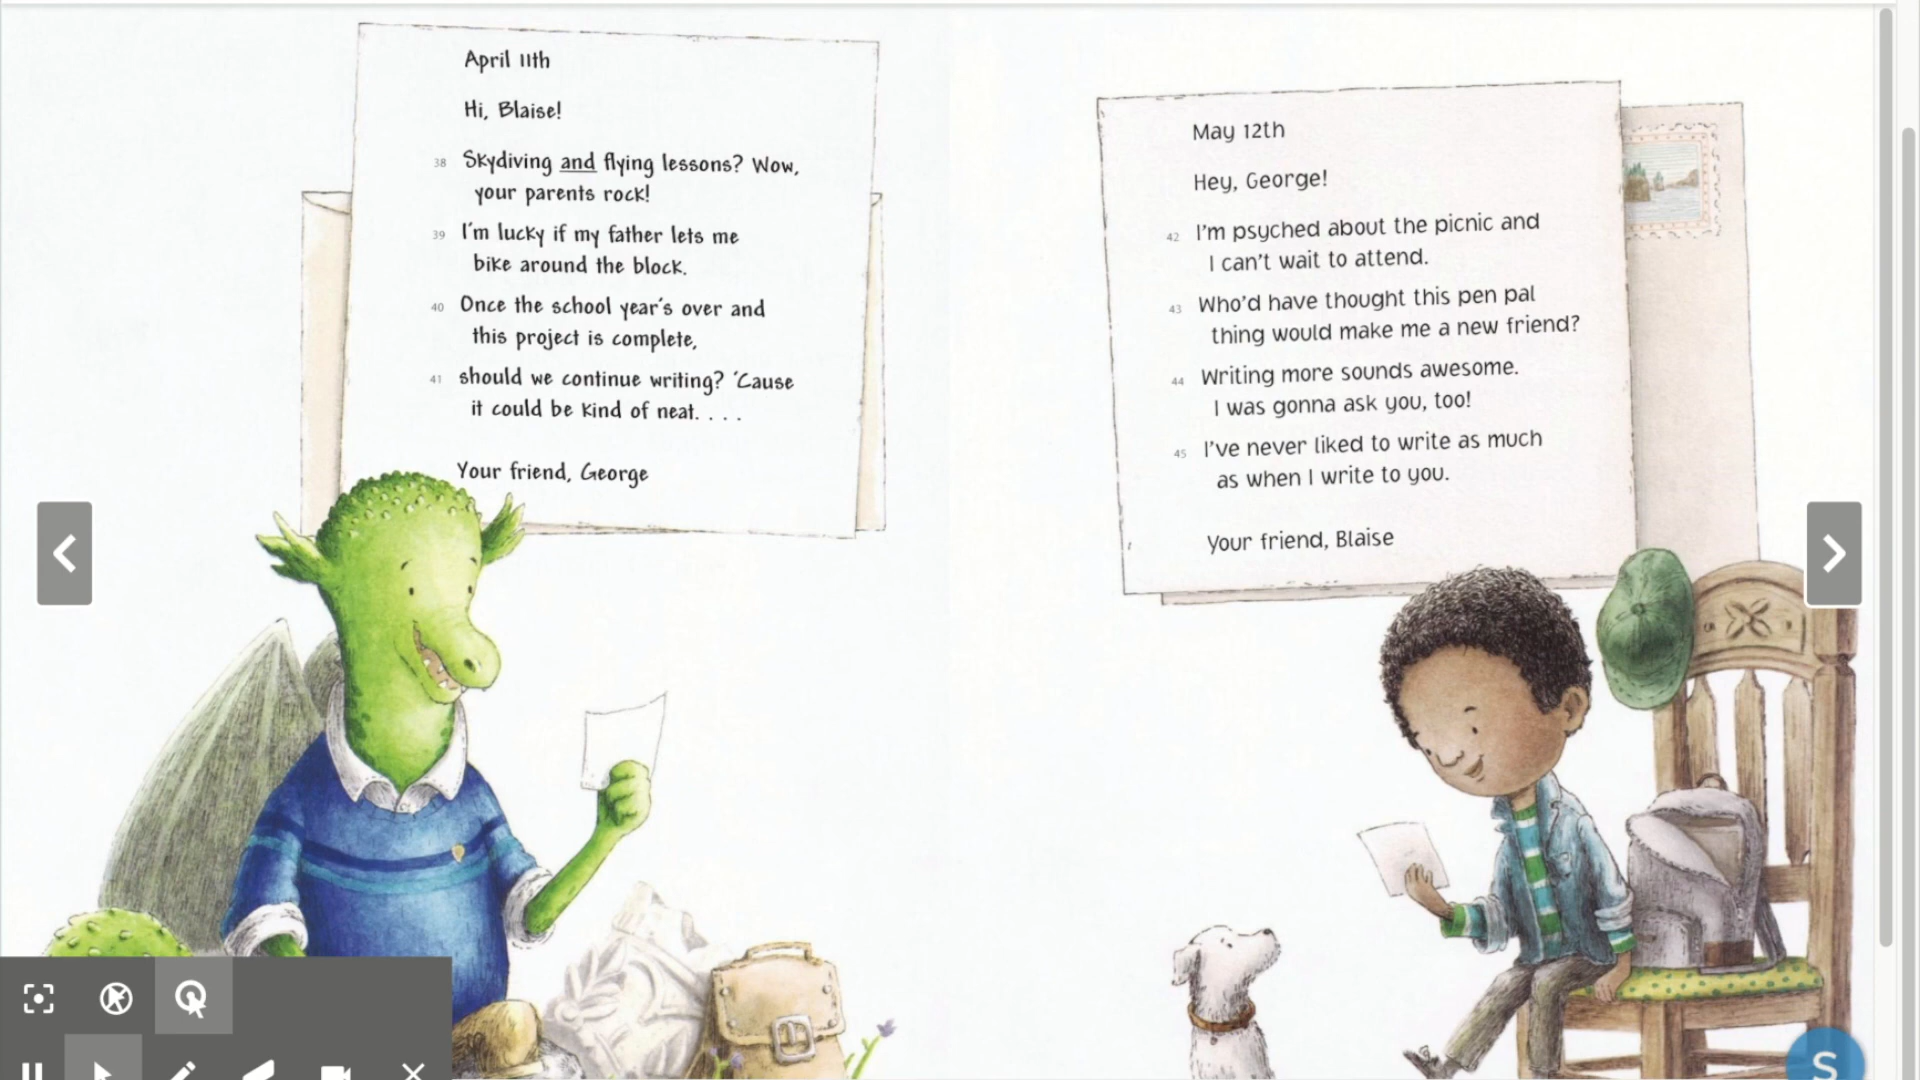 April 11th
Hi, Blaise!
38 Skydiving and flying lessons? Wow,
your parents rock!
39 I'm lucky if my father lets me
bike around the block.
40 Once the school year's over and
this project is complete,
41 should we continue writing? 'Cause
it could be kind of neat. . . .
Your friend, George
May 12th
Hey, George!
42 I'm psyched about the picnic and
I can't wait to attend.
43 Who'd have thought this pen pal
thing would make me a new friend?
44 Writing more sounds awesome.
I was gonna ask you, too!
45 I've never liked to write as much
as when I write to you.
Your friend, Blaise
S